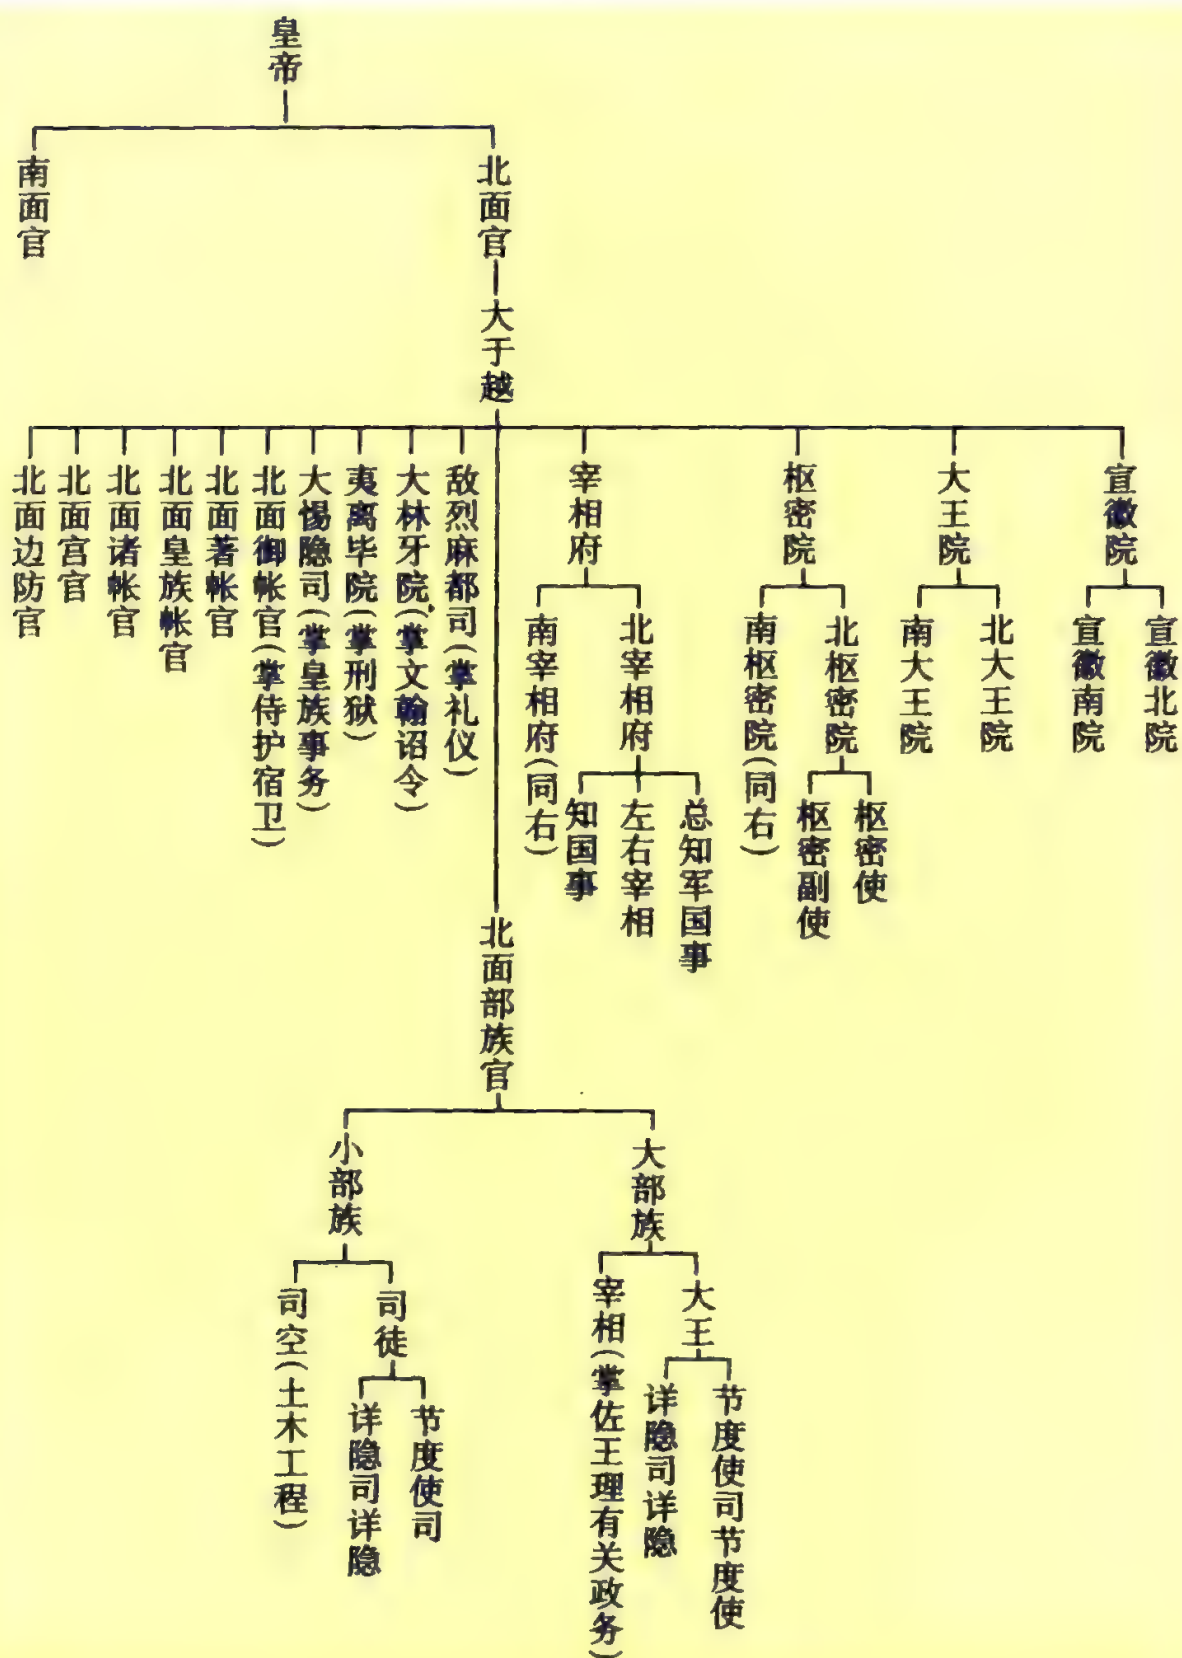 皇帝
北面官
南面官
大于越
宣徽院
大王院
枢密院
宰相府
敌烈麻都司(掌礼仪)
大林牙院(掌文翰诏令)
夷离毕院(掌刑狱)
大惕隐司(掌皇族事务)
北面御帐官(掌侍护宿卫)
北面著帐官
北面皇族帐官
北面诸帐官
北面宫官
北面边防官
宣徽北院
宣徽南院
北大王院
南大王院
北枢密院
南枢密院(同右)
北宰相府
南宰相府(同右)
枢密使
枢密副使
总知军国事
左右宰相
知国事
北面部族官
大部族
小部族
大王
宰相(掌佐王理有关政务)
司徒
司空(土木工程)
节度使司节度使
详隐司详隐
节度使司
详隐司详隐